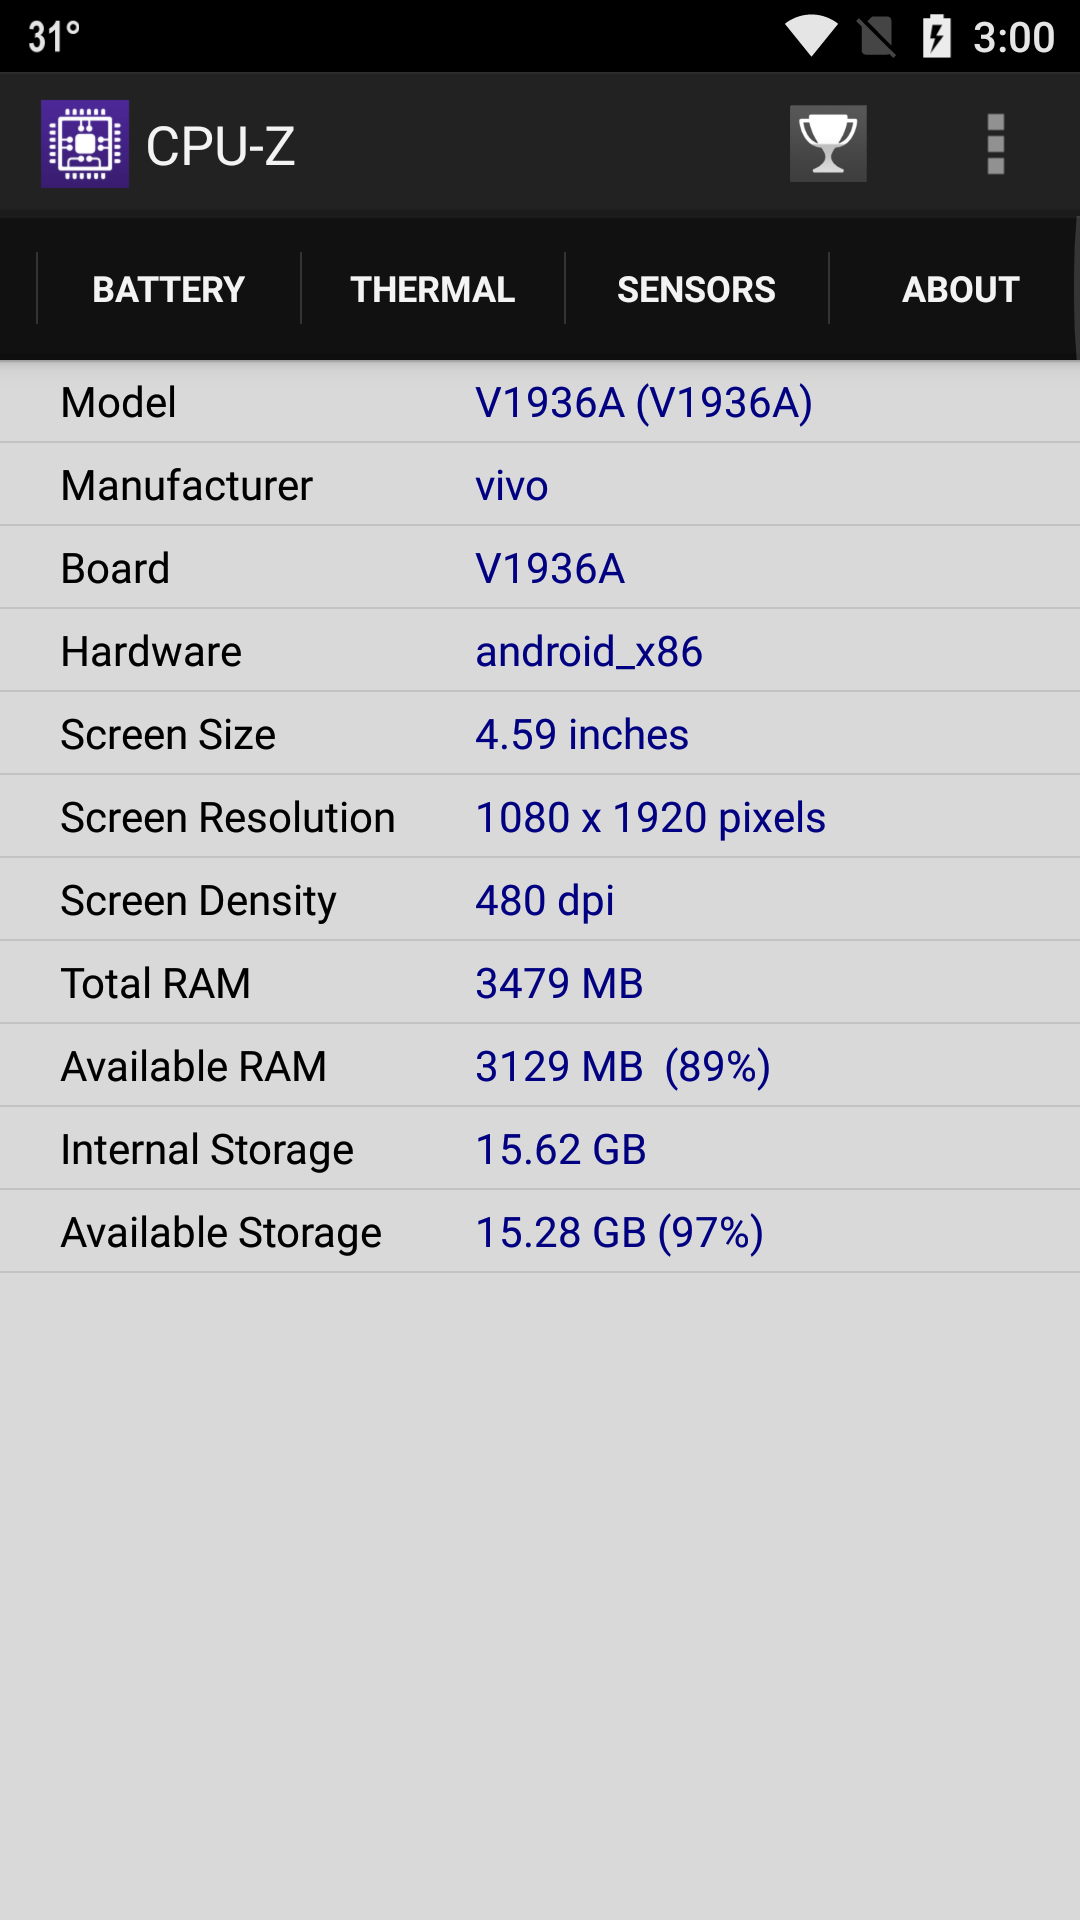 31°
3:00
CPU-Z
BATTERY THERMAL SENSORS ABOUT
Model V1936A (V1936A)
Manufacturer vivo
Board V1936A
Hardware android_x86
Screen Size 4.59 inches
Screen Resolution 1080 x 1920 pixels
Screen Density 480 dpi
Total RAM 3479 MB
Available RAM 3129 MB  (89%)
Internal Storage 15.62 GB
Available Storage 15.28 GB (97%)